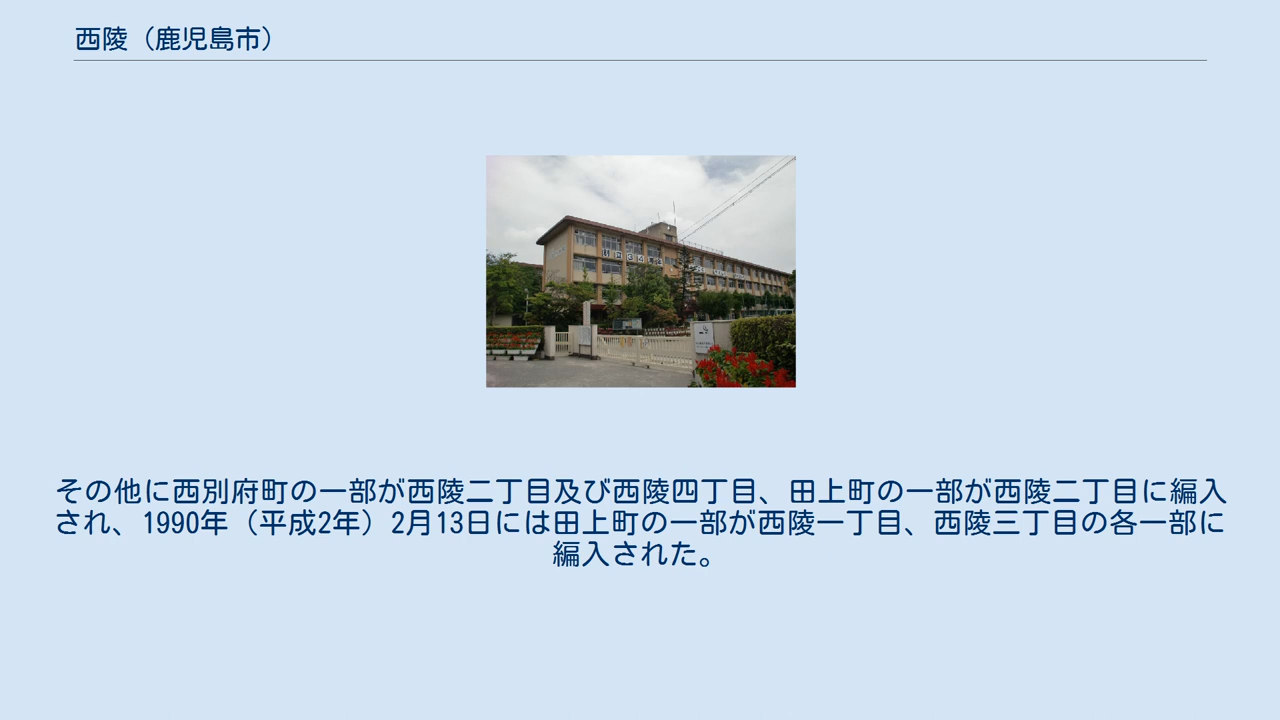 西陵（鹿児島市）
その他に西別府町の一部が西陵二丁目及び西陵四丁目、田上町の一部が西陵二丁目に編入
され、1990年（平成2年）2月13日には田上町の一部が西陵一丁目、西陵三丁目の各一部に
編入された。